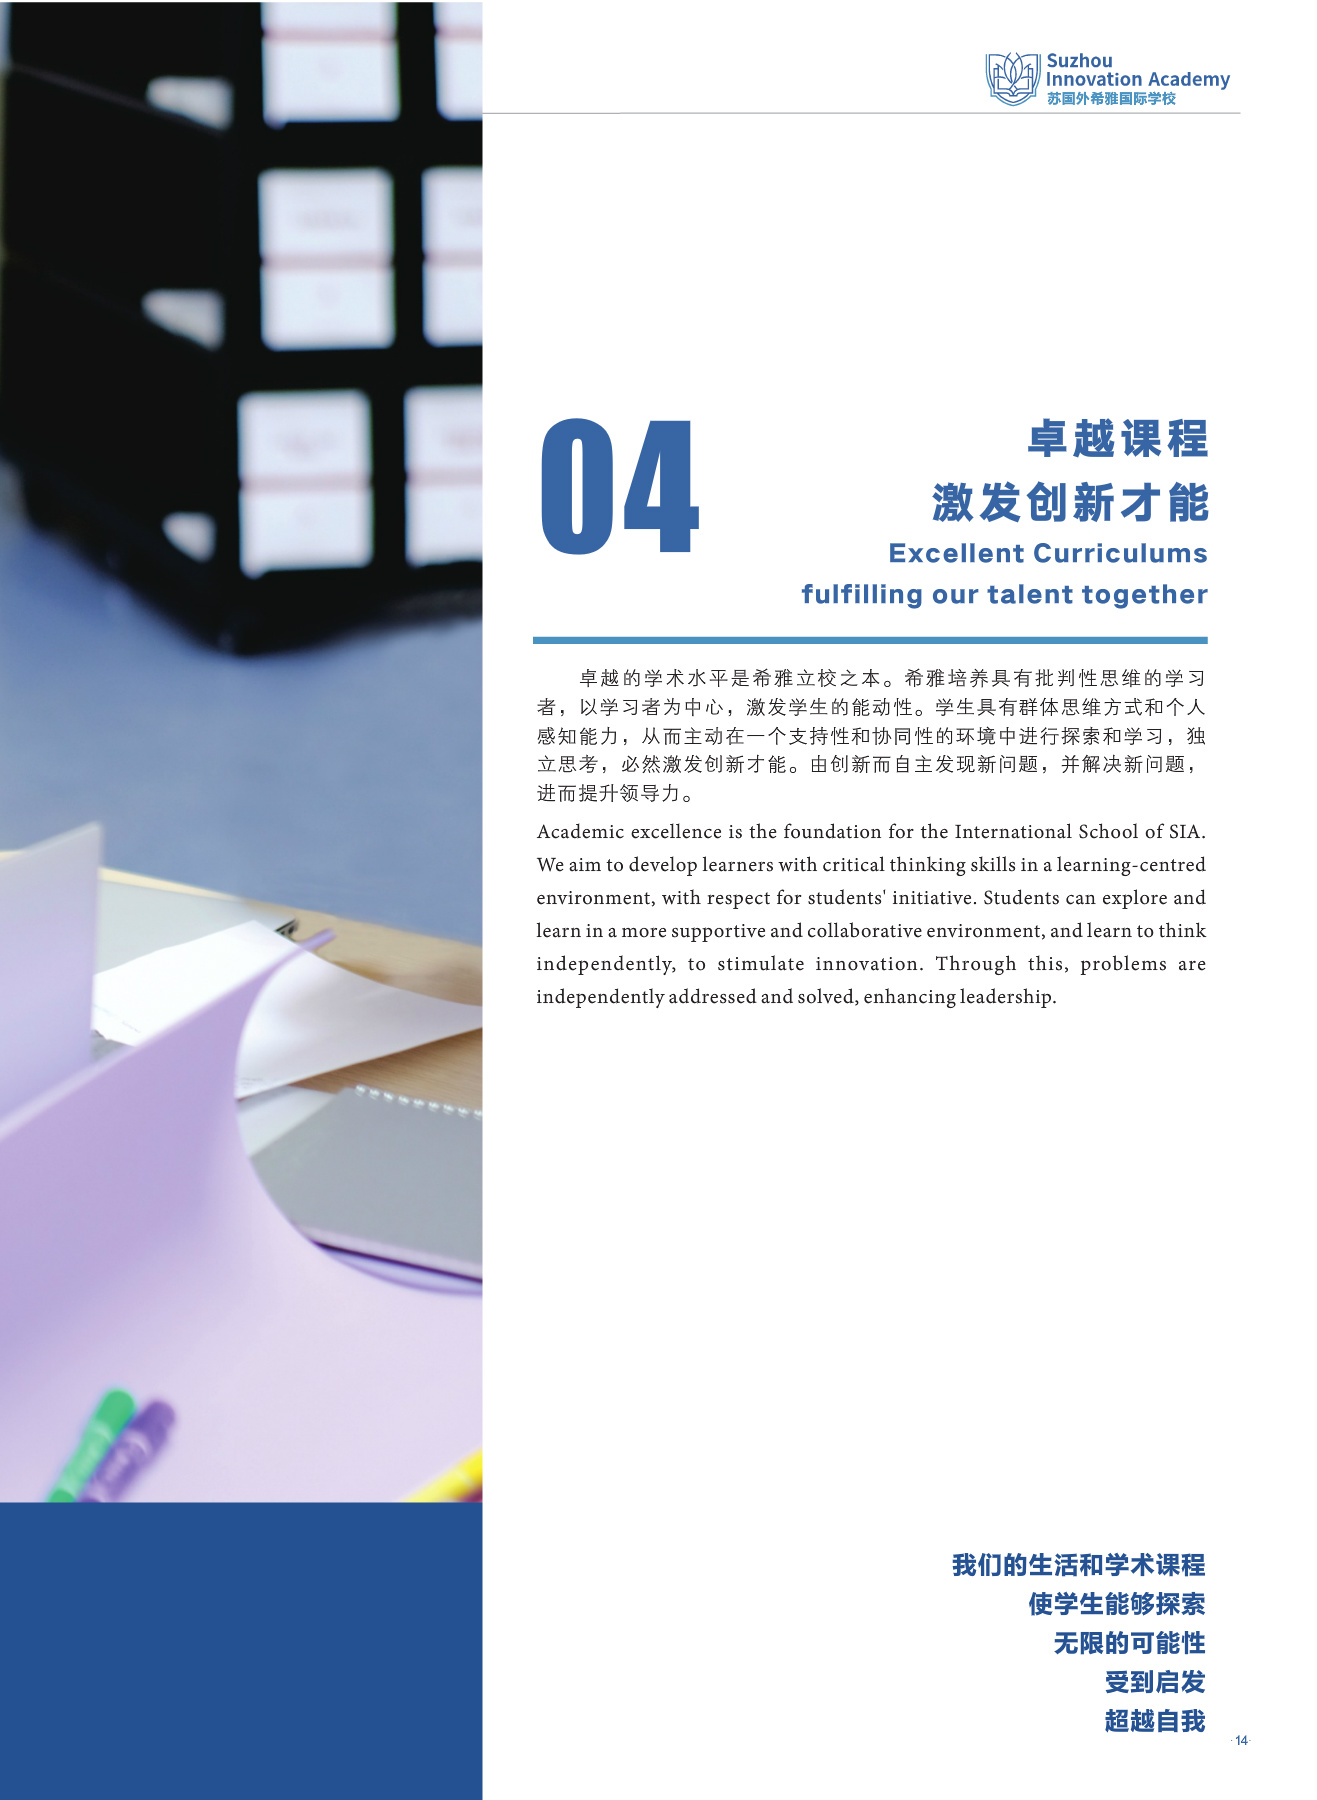 Suzhou
Innovation Academy
苏国外希雅国际学校
04
卓越课程
激发创新才能
Excellent Curriculums
fulfilling our talent together
卓越的学术水平是希雅立校之本。希雅培养具有批判性思维的学习
者，以学习者为中心，激发学生的能动性。学生具有群体思维方式和个人
感知能力，从而主动在一个支持性和协同性的环境中进行探索和学习，独
立思考，必然激发创新才能。由创新而自主发现新问题，并解决新问题，
进而提升领导力。
Academic excellence is the foundation for the International School of SIA.
We aim to develop learners with critical thinking skills in a learning-centred
environment, with respect for students' initiative. Students can explore and
learn in a more supportive and collaborative environment, and learn to think
independently, to stimulate innovation. Through this, problems are
independently addressed and solved, enhancing leadership.
我们的生活和学术课程
使学生能够探索
无限的可能性
受到启发
超越自我
·14·